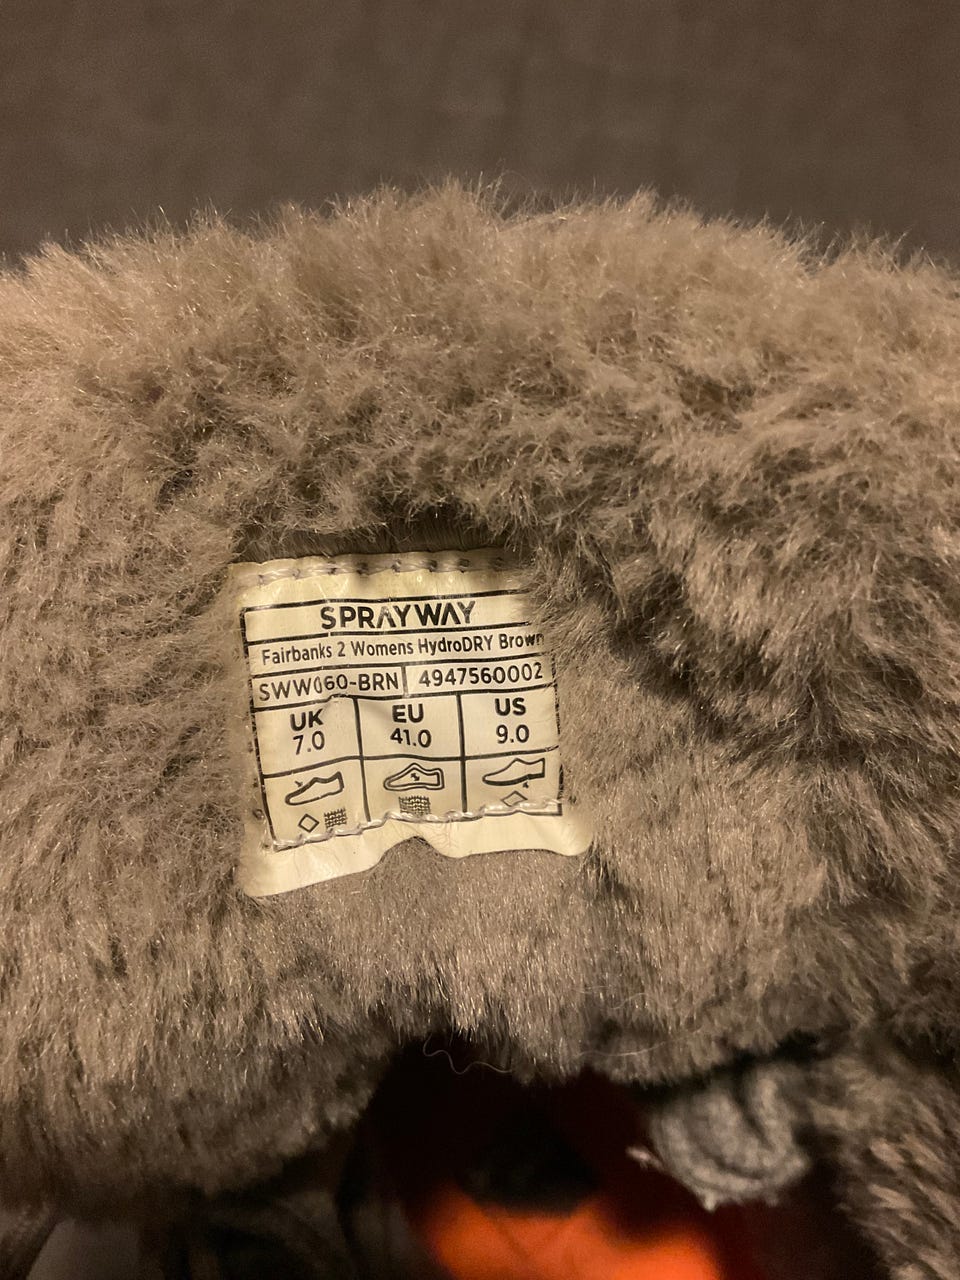 SPRAYWAY
Fairbanks 2 Womens HydroDRY Brown
SWW060-BRN 4947560002
UK EU US
7.0 41.0 9.0